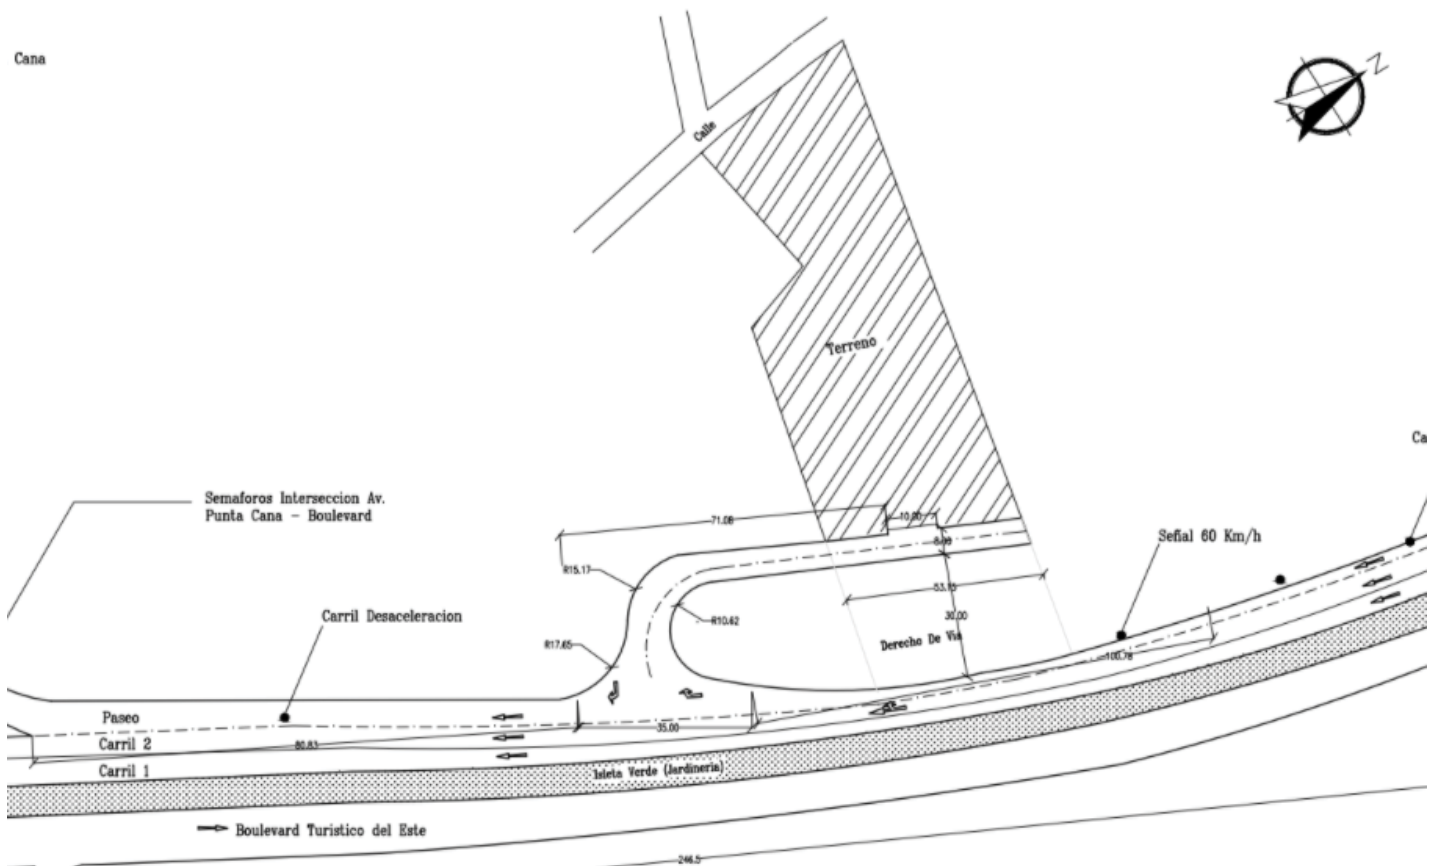 Cana
N
Calle
Terreno
Ca
Semaforos Interseccion Av.
Punta Cana - Boulevard
71.08
10.00
Señal 60 Km/h
R15.17
53.75
30.00
Carril Desaceleracion
R10.62
Derecho De Via
R17.65
100.78
Paseo
35.00
Carril 2
80.83
Carril 1
Isleta Verde (Jardineria)
Boulevard Turistico del Este
246.5